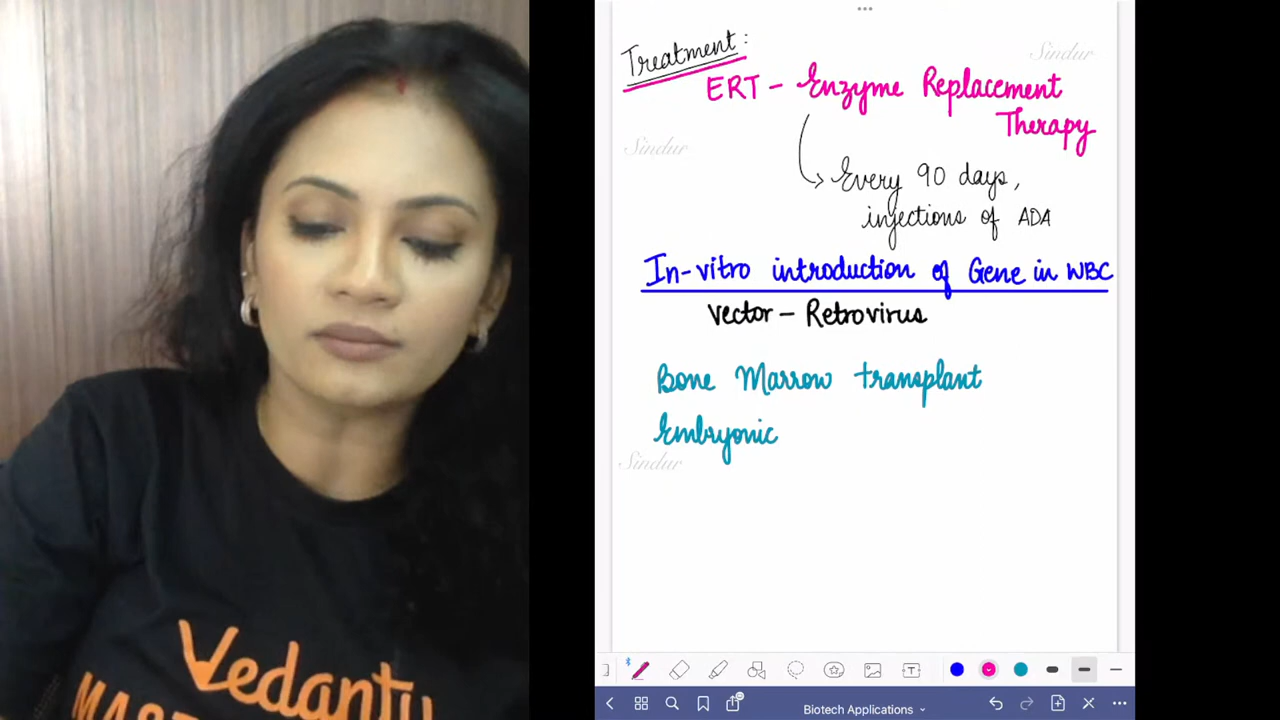 Treatment:
Sindur
ERT - Enzyme Replacement
Therapy
Sindur
Every 90 days,
injections of ADA
In-vitro introduction of Gene in WBC
Vector - Retrovirus
Bone Marrow transplant
Embryonic
Sindur
Vedantu
MAST
Biotech Applications